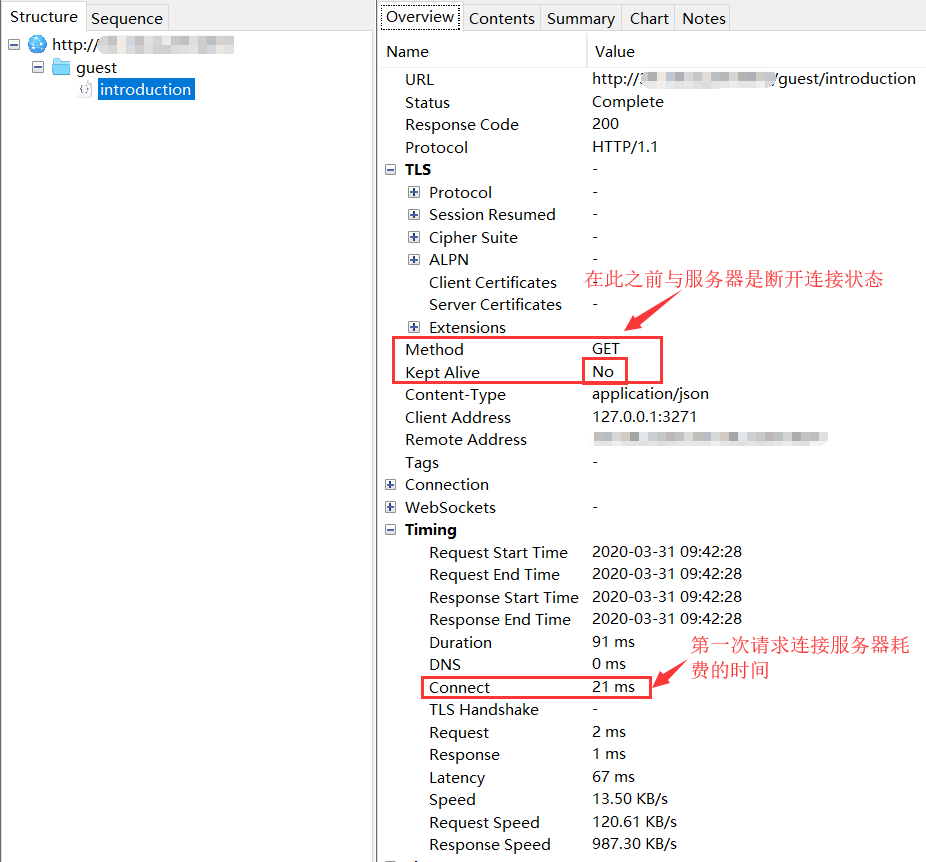 Structure Sequence
http://
guest
introduction
Overview Contents Summary Chart Notes
Name Value
URL http:// /guest/introduction
Status Complete
Response Code 200
Protocol HTTP/1.1
TLS -
Protocol -
Session Resumed -
Cipher Suite -
ALPN -
Client Certificates -
在此之前与服务器是断开连接状态
Server Certificates -
Extensions
Method GET
Kept Alive No
Content-Type application/json
Client Address 127.0.0.1:3271
Remote Address
Tags -
Connection
WebSockets -
Timing
Request Start Time 2020-03-31 09:42:28
Request End Time 2020-03-31 09:42:28
Response Start Time 2020-03-31 09:42:28
Response End Time 2020-03-31 09:42:28
Duration 91 ms
第一次请求连接服务器耗
费的时间
DNS 0 ms
Connect 21 ms
TLS Handshake -
Request 2 ms
Response 1 ms
Latency 67 ms
Speed 13.50 KB/s
Request Speed 120.61 KB/s
Response Speed 987.30 KB/s